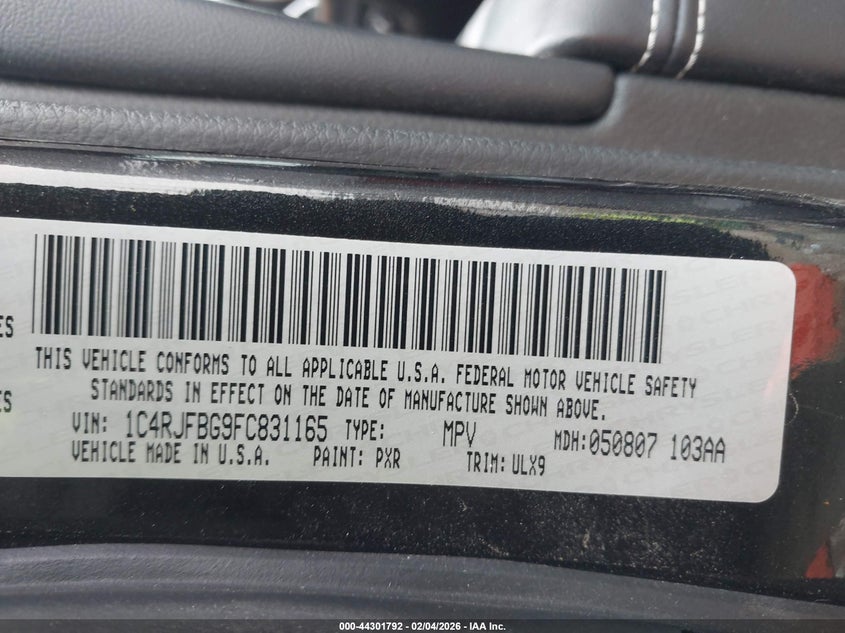 ES
THIS VEHICLE CONFORMS TO ALL APPLICABLE U.S.A. FEDERAL MOTOR VEHICLE SAFETY
ES
STANDARDS IN EFFECT ON THE DATE OF MANUFACTURE SHOWN ABOVE.
VIN: 1C4RJFBG9FC831165 TYPE: MPV MDH:050807 103AA
VEHICLE MADE IN U.S.A. PAINT: PXR TRIM:ULX9
000-44301792 - 02/04/2026 - IAA Inc.